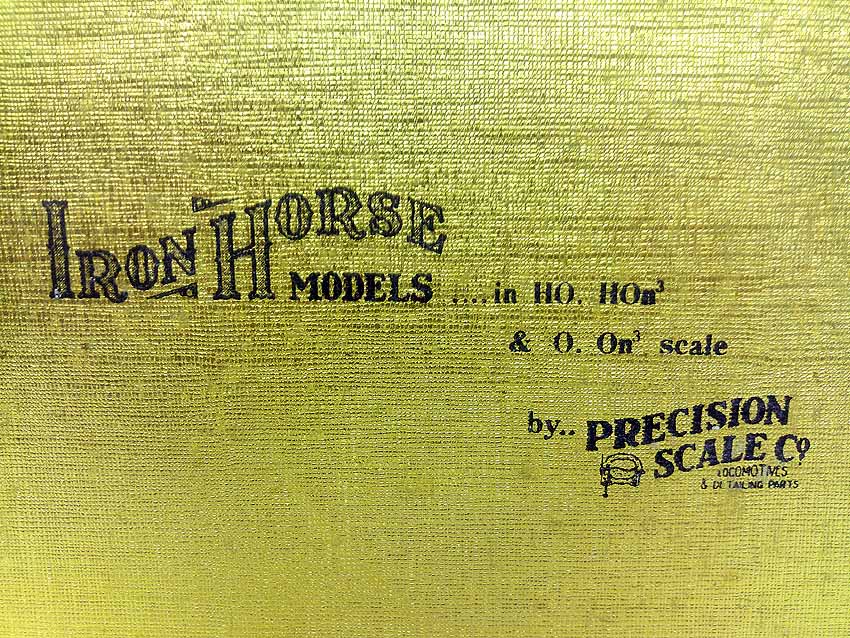 IRON HORSE
MODELS ....in HO. HOn³
& O. On³ scale
by.. PRECISION
SCALE Co.
LOCOMOTIVES
& DETAILING PARTS